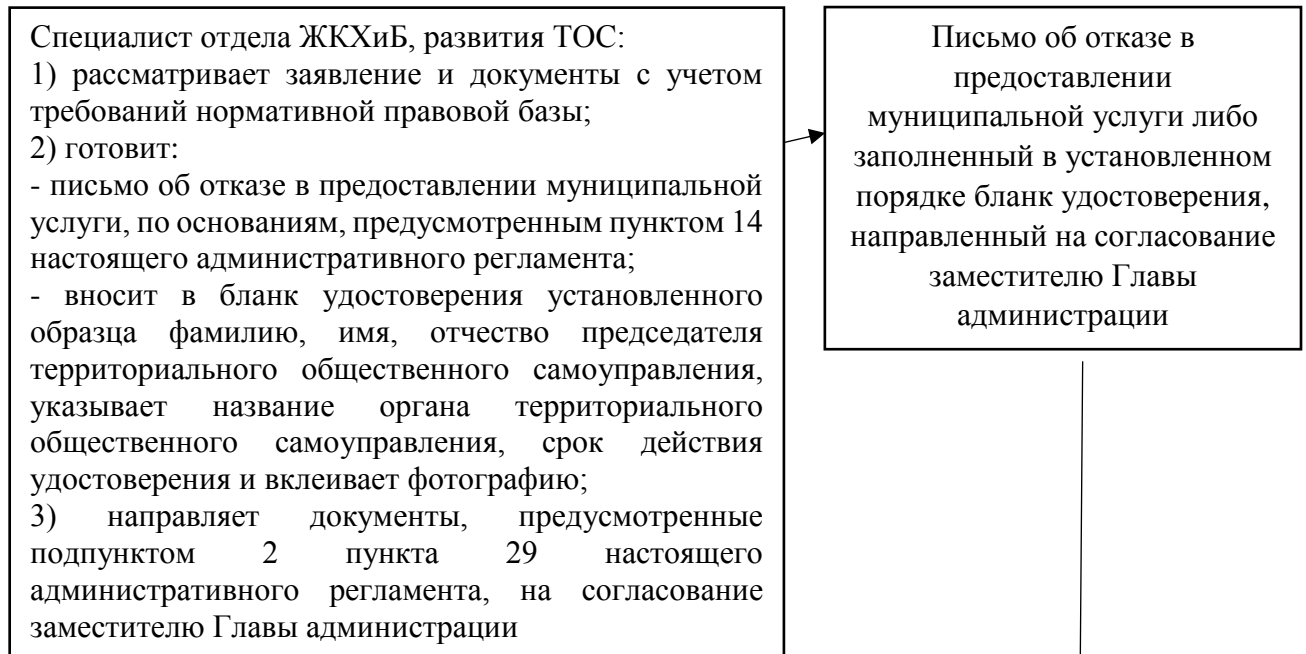 Специалист отдела ЖКХиБ, развития ТОС:
1) рассматривает заявление и документы с учетом
требований нормативной правовой базы;
2) готовит:
- письмо об отказе в предоставлении муниципальной
услуги, по основаниям, предусмотренным пунктом 14
настоящего административного регламента;
- вносит в бланк удостоверения установленного
образца фамилию, имя, отчество председателя
территориального общественного самоуправления,
указывает название органа территориального
общественного самоуправления, срок действия
удостоверения и вклеивает фотографию;
3) направляет документы, предусмотренные
подпунктом 2 пункта 29 настоящего
административного регламента, на согласование
заместителю Главы администрации
Письмо об отказе в
предоставлении
муниципальной услуги либо
заполненный в установленном
порядке бланк удостоверения,
направленный на согласование
заместителю Главы
администрации